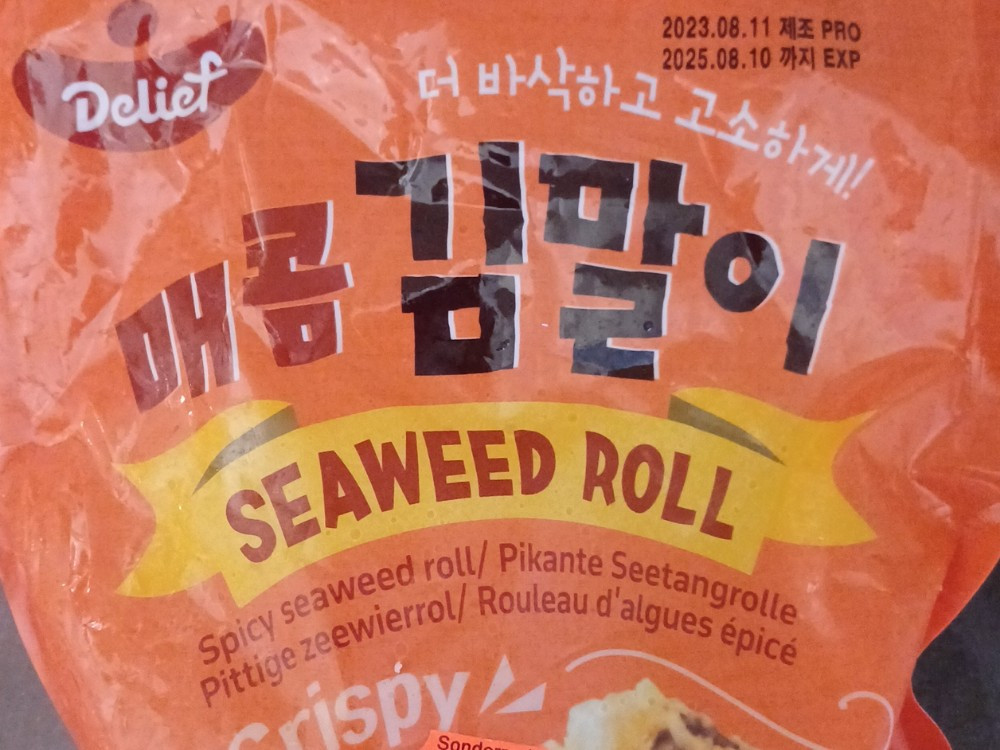 Delief
2023.08.11 제조 PRO
2025.08.10 까지 EXP
더 바삭하고 고소하게!
매콤 김말이
SEAWEED ROLL
Spicy seaweed roll/ Pikante Seetangrolle
Pittige zeewierrol/ Rouleau d'algues épicé
Crispy